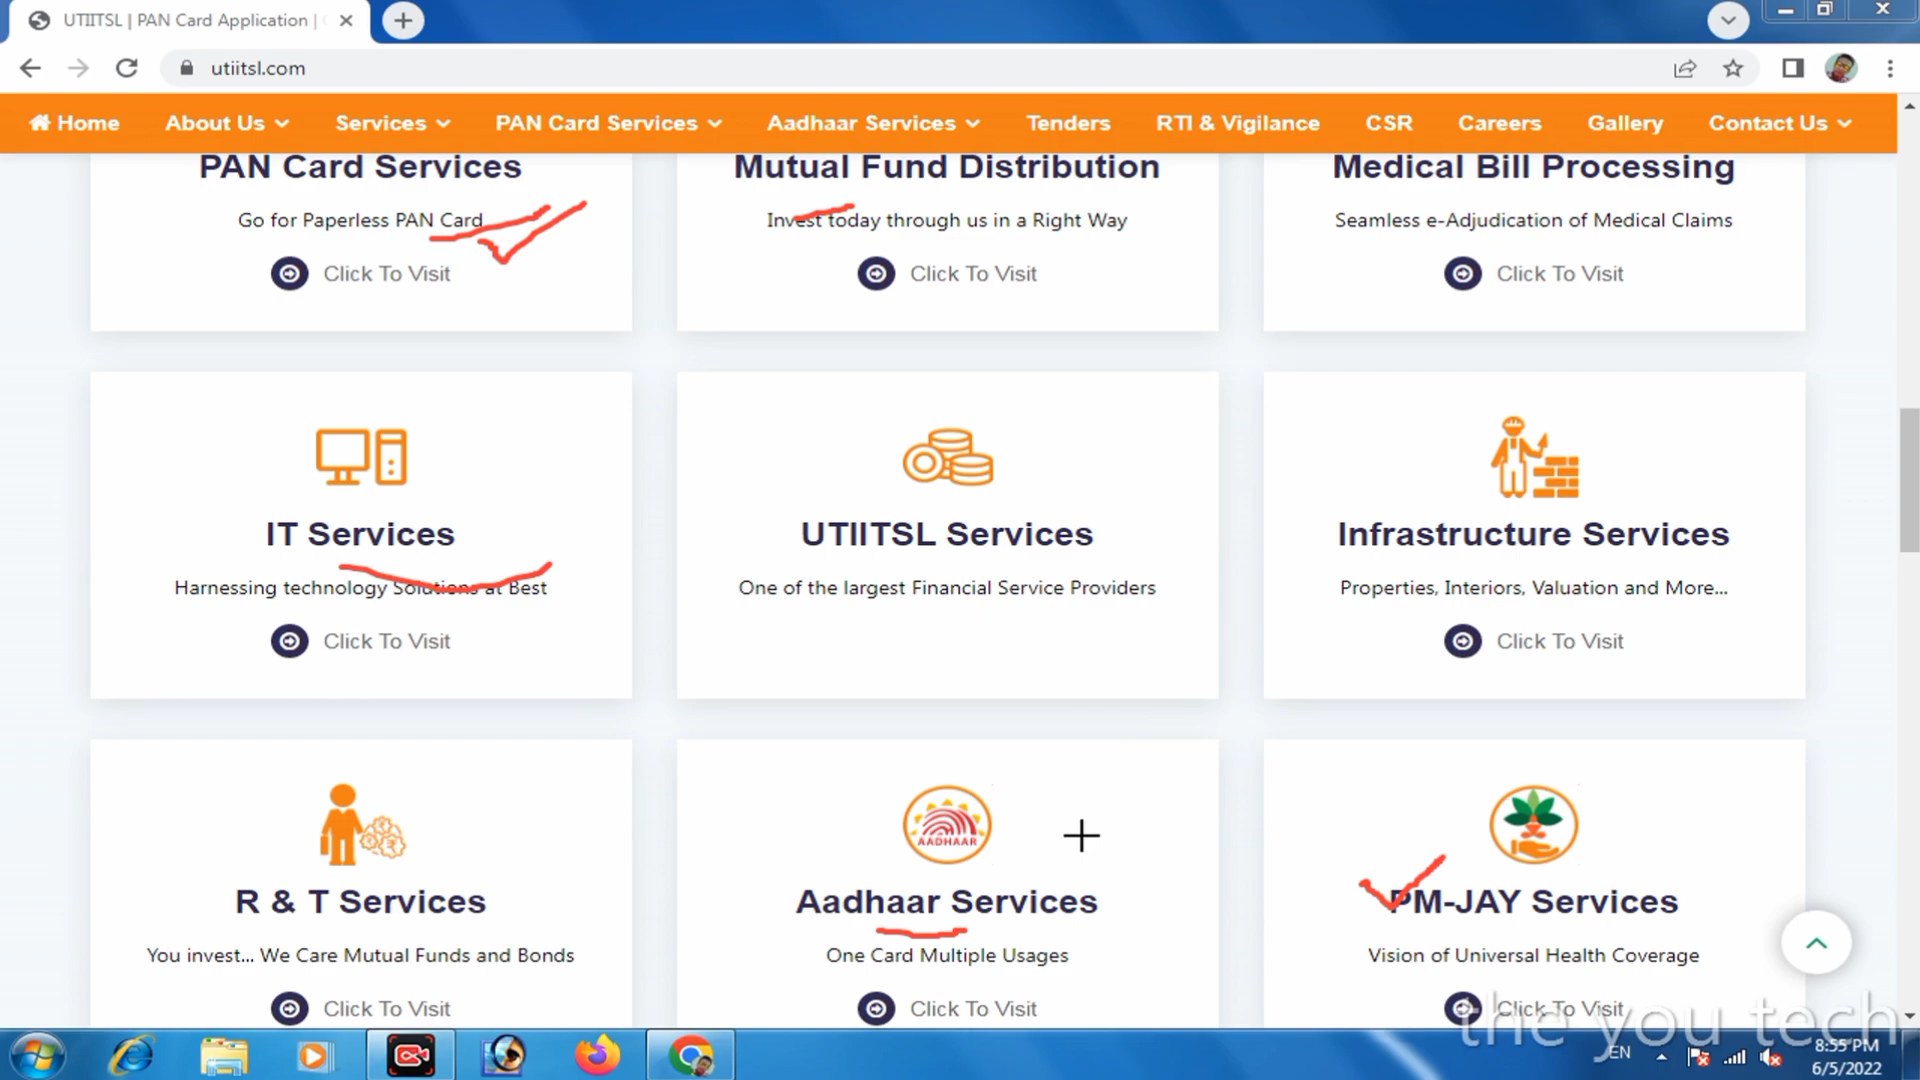 UTIITSL | PAN Card Application |
utiitsl.com
Home About Us Services PAN Card Services Aadhaar Services Tenders RTI & Vigilance CSR Careers Gallery Contact Us
PAN Card Services
Go for Paperless PAN Card
Click To Visit
Mutual Fund Distribution
Invest today through us in a Right Way
Click To Visit
Medical Bill Processing
Seamless e-Adjudication of Medical Claims
Click To Visit
IT Services
Harnessing technology Solutions at Best
Click To Visit
UTIITSL Services
One of the largest Financial Service Providers
Infrastructure Services
Properties, Interiors, Valuation and More...
Click To Visit
R & T Services
You invest... We Care Mutual Funds and Bonds
Click To Visit
AADHAAR
Aadhaar Services
One Card Multiple Usages
Click To Visit
PM-JAY Services
Vision of Universal Health Coverage
Click To Visit
the you tech
EN
8:55 PM
6/5/2022